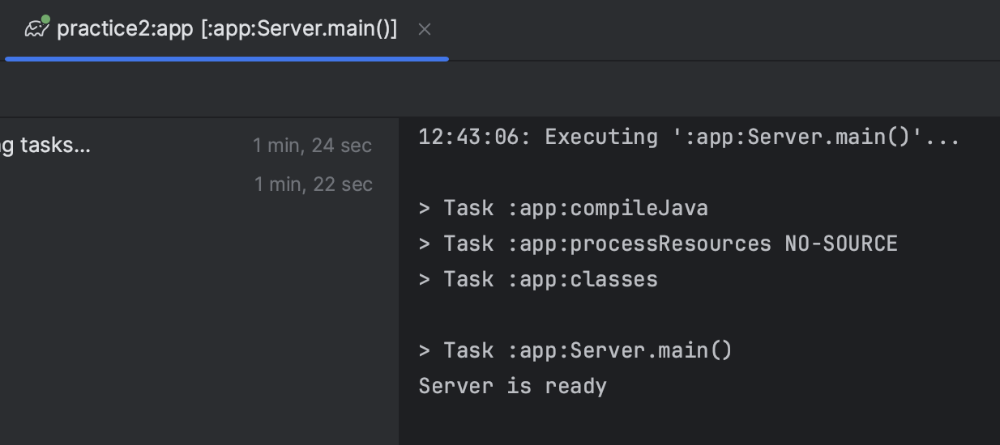 practice2:app [:app:Server.main()]
g tasks... 1 min, 24 sec
1 min, 22 sec
12:43:06: Executing ':app:Server.main()'...
> Task :app:compileJava
> Task :app:processResources NO-SOURCE
> Task :app:classes
> Task :app:Server.main()
Server is ready